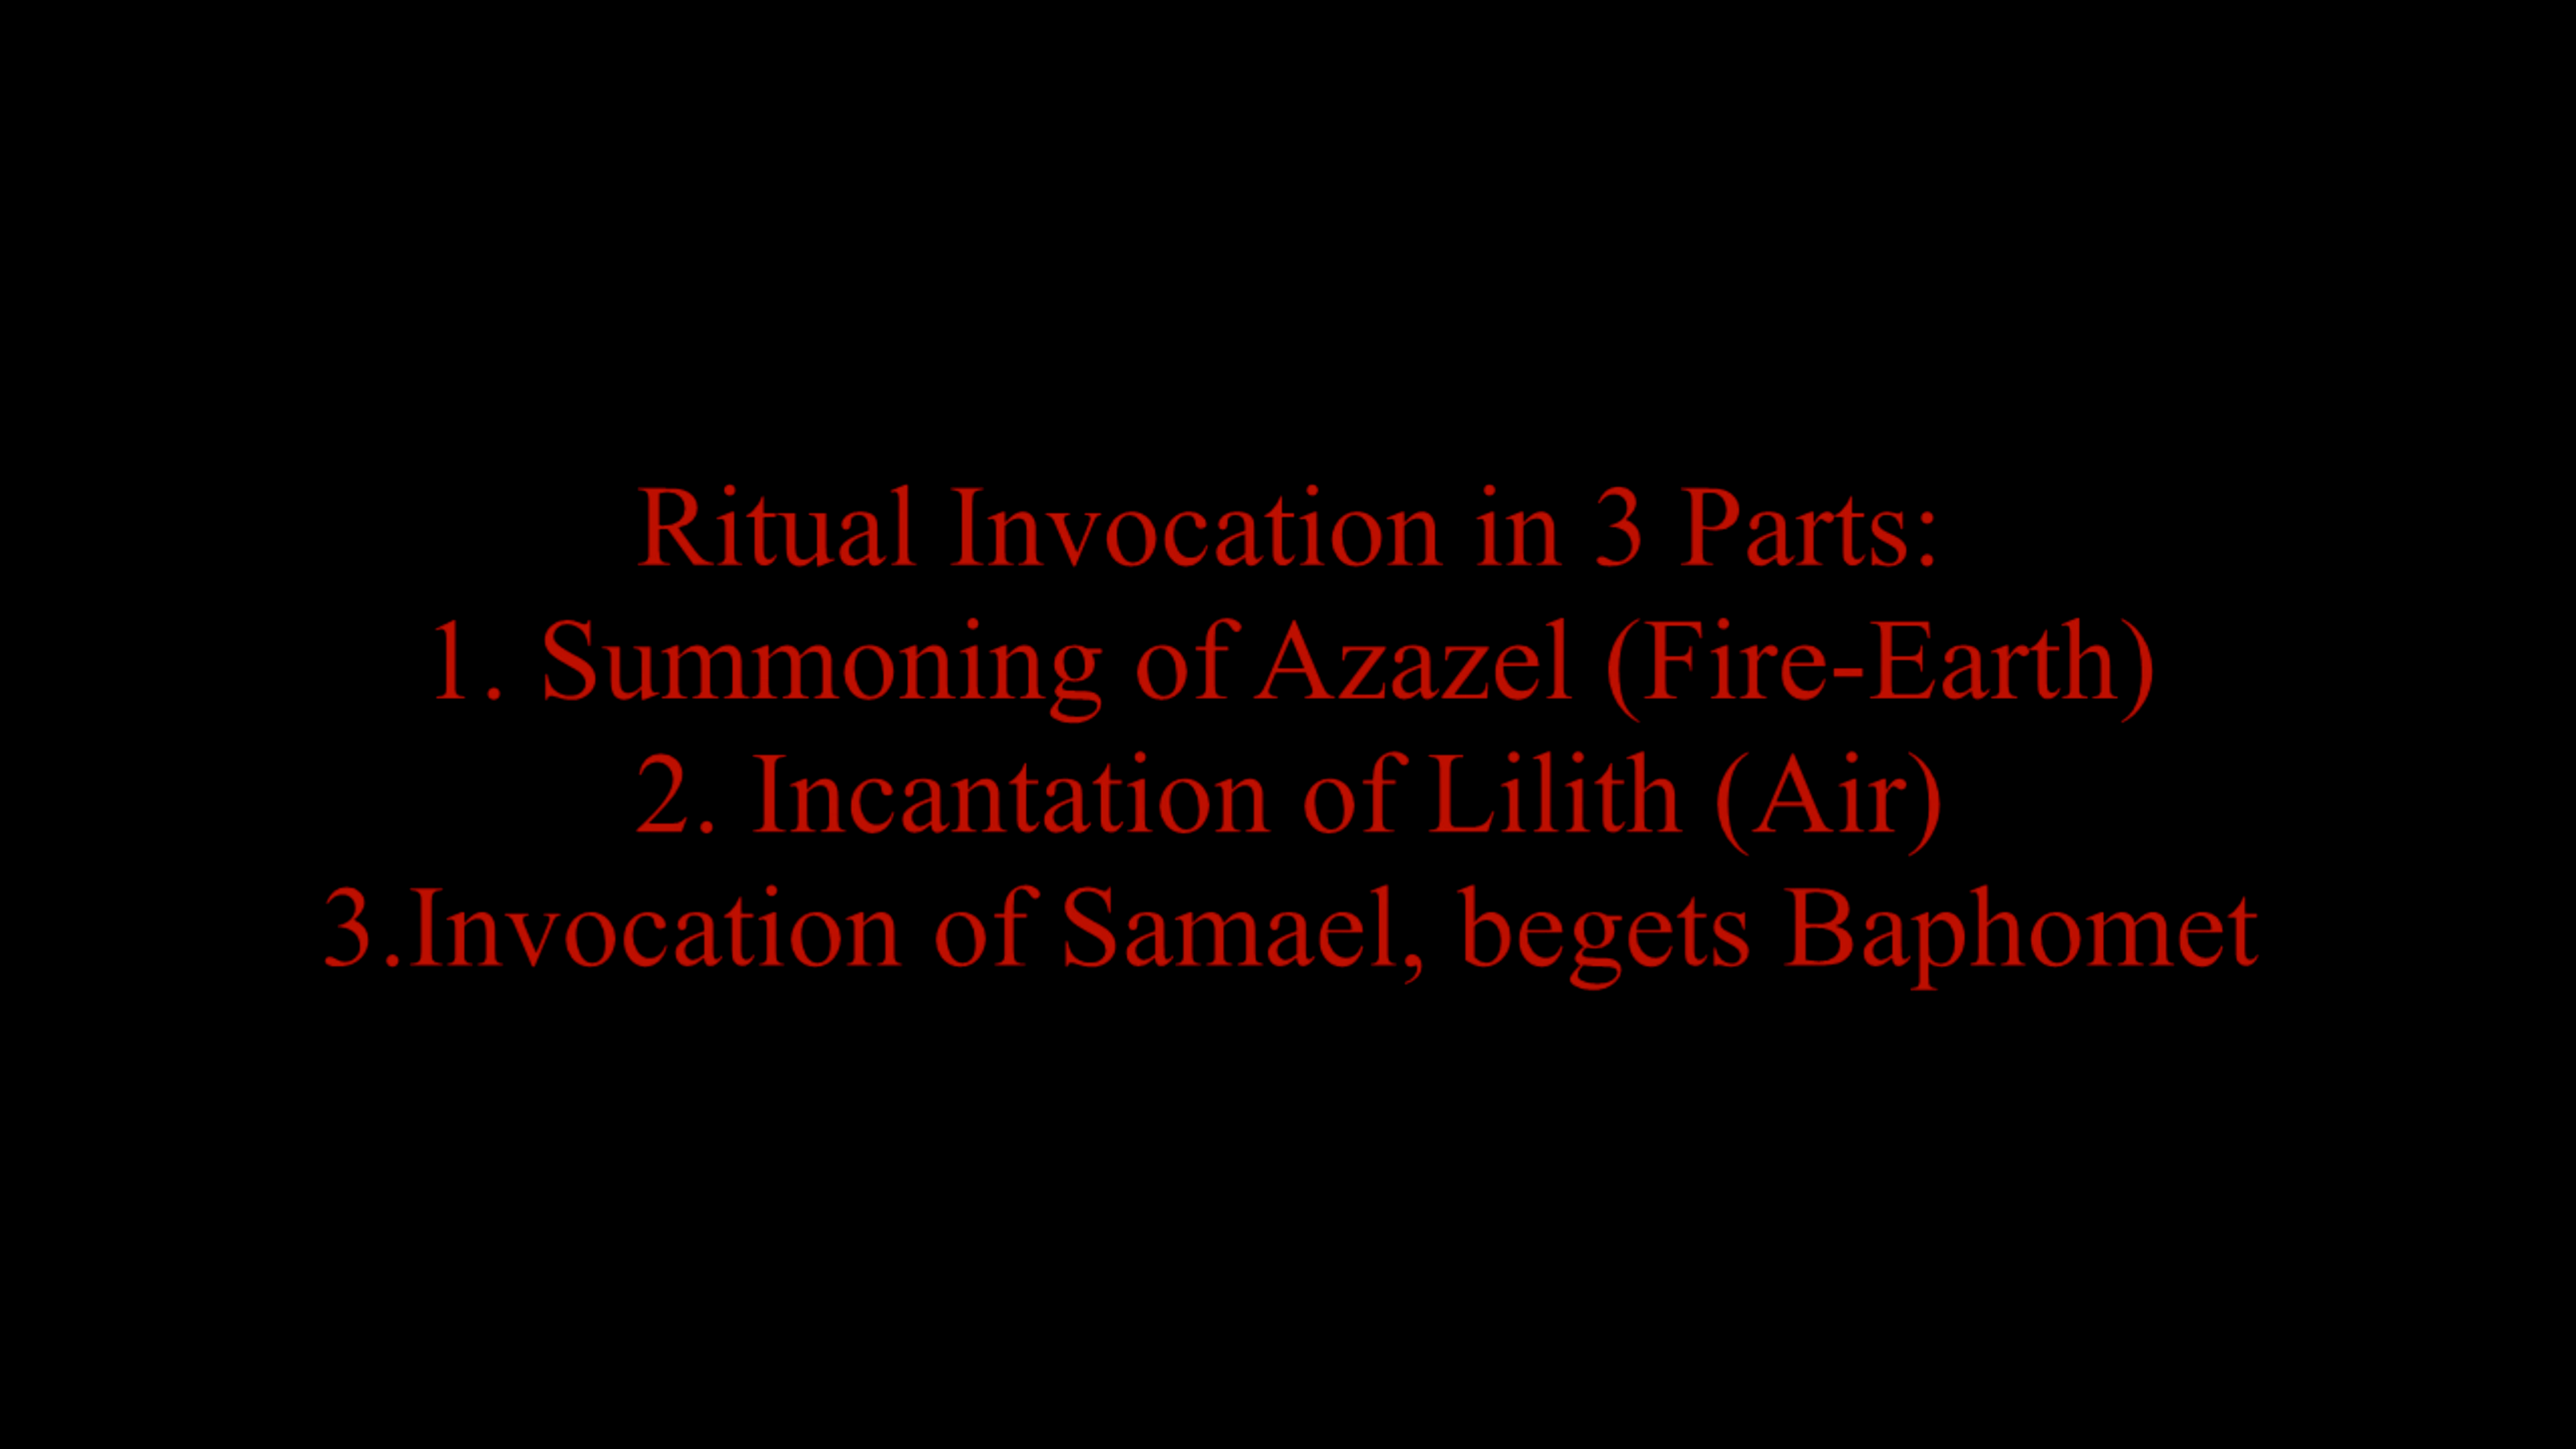 Ritual Invocation in 3 Parts:
1. Summoning of Azazel (Fire-Earth)
2. Incantation of Lilith (Air)
3.Invocation of Samael, begets Baphomet